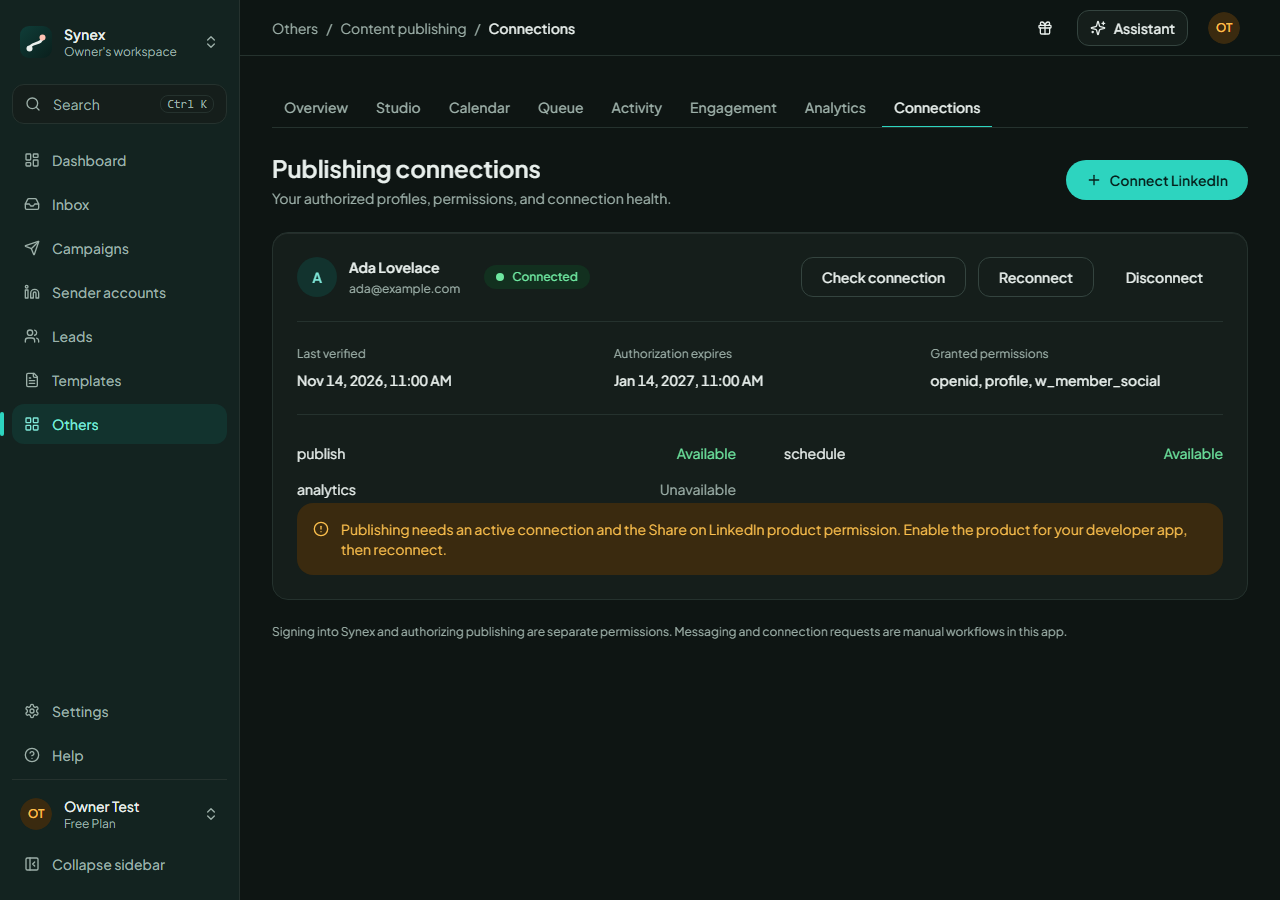 Synex
Owner's workspace
Search Ctrl K
Dashboard
Inbox
Campaigns
Sender accounts
Leads
Templates
Others
Settings
Help
OT Owner Test
Free Plan
Collapse sidebar
Others / Content publishing / Connections
Assistant OT
Overview Studio Calendar Queue Activity Engagement Analytics Connections
Publishing connections
Your authorized profiles, permissions, and connection health.
+ Connect LinkedIn
A Ada Lovelace
ada@example.com
Connected
Check connection Reconnect Disconnect
Last verified Authorization expires Granted permissions
Nov 14, 2026, 11:00 AM Jan 14, 2027, 11:00 AM openid, profile, w_member_social
publish Available schedule Available
analytics Unavailable
Publishing needs an active connection and the Share on LinkedIn product permission. Enable the product for your developer app,
then reconnect.
Signing into Synex and authorizing publishing are separate permissions. Messaging and connection requests are manual workflows in this app.